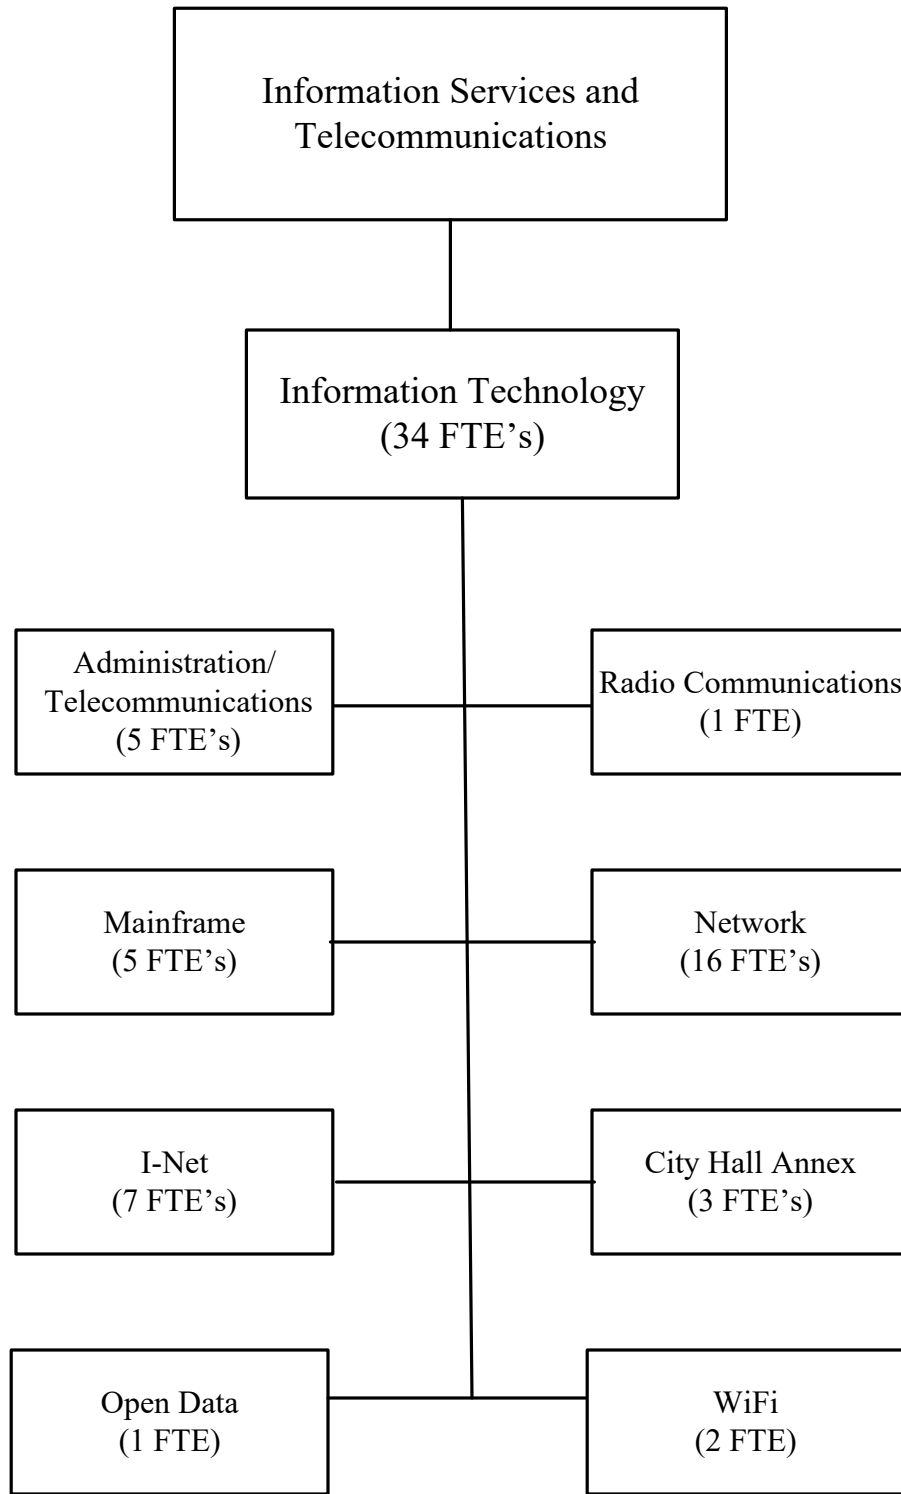 Information Services and
Telecommunications
Information Technology
(34 FTE’s)
Administration/
Telecommunications
(5 FTE’s)
Radio Communications
(1 FTE)
Mainframe
(5 FTE’s)
Network
(16 FTE’s)
I-Net
(7 FTE’s)
City Hall Annex
(3 FTE’s)
Open Data
(1 FTE)
WiFi
(2 FTE)